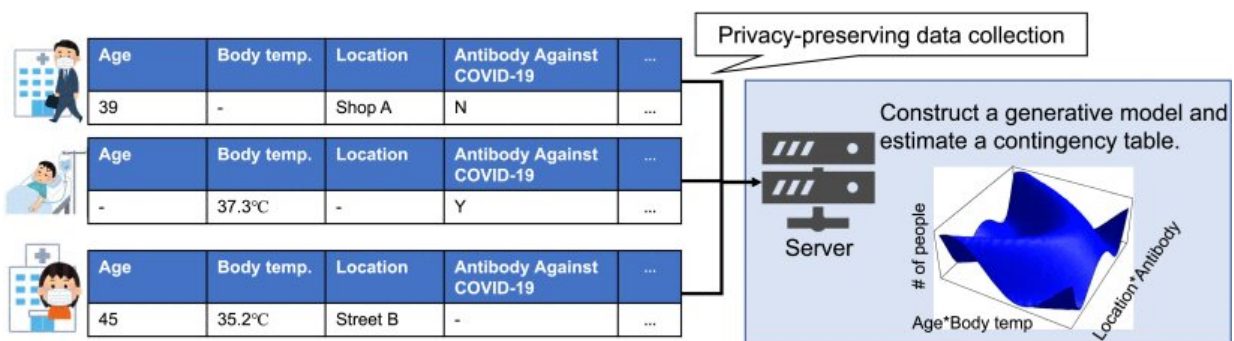 Privacy-preserving data collection
Age Body temp. Location Antibody Against COVID-19 ...
39 - Shop A N ...
Age Body temp. Location Antibody Against COVID-19 ...
- 37.3℃ - Y ...
Age Body temp. Location Antibody Against COVID-19 ...
45 35.2℃ Street B - ...
Construct a generative model and
estimate a contingency table.
Server
# of people
Age*Body temp
Location*Antibody